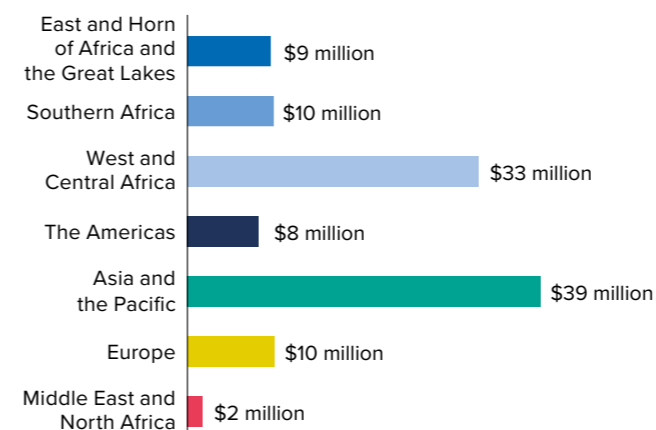 East and Horn
of Africa and
the Great Lakes
$9 million
Southern Africa
$10 million
West and
Central Africa
$33 million
The Americas
$8 million
Asia and
the Pacific
$39 million
Europe
$10 million
Middle East and
North Africa
$2 million